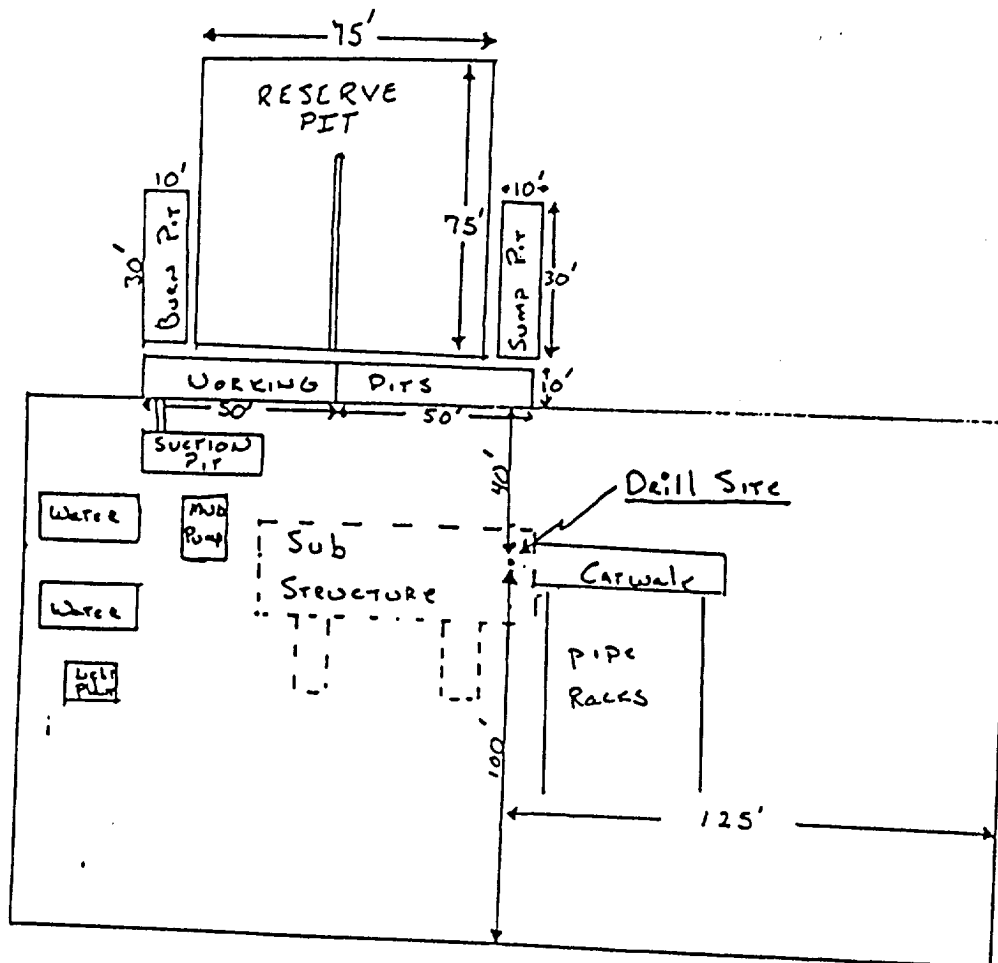 75'
RESERVE
PIT
10'
30'
BURN PIT
75'
10'
SUMP PIT
30'
WORKING PITS
10'
50'
50'
SUCTION
PIT
40'
Drill Site
Water
Mud
Pump
Sub
Structure
Catwalk
Water
Light
Plant
pipe
Racks
100'
125'